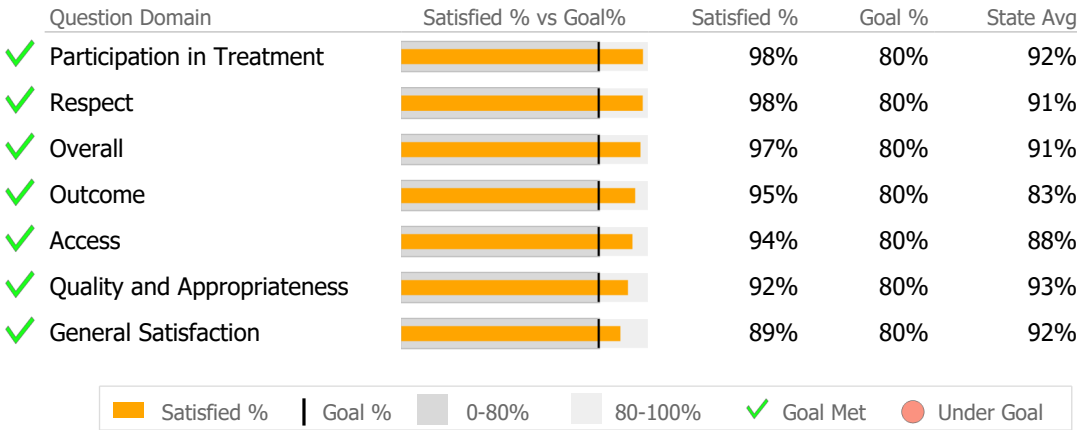 Question Domain Satisfied % vs Goal% Satisfied % Goal % State Avg
Participation in Treatment 98% 80% 92%
Respect 98% 80% 91%
Overall 97% 80% 91%
Outcome 95% 80% 83%
Access 94% 80% 88%
Quality and Appropriateness 92% 80% 93%
General Satisfaction 89% 80% 92%
Satisfied % Goal % 0-80% 80-100% Goal Met Under Goal